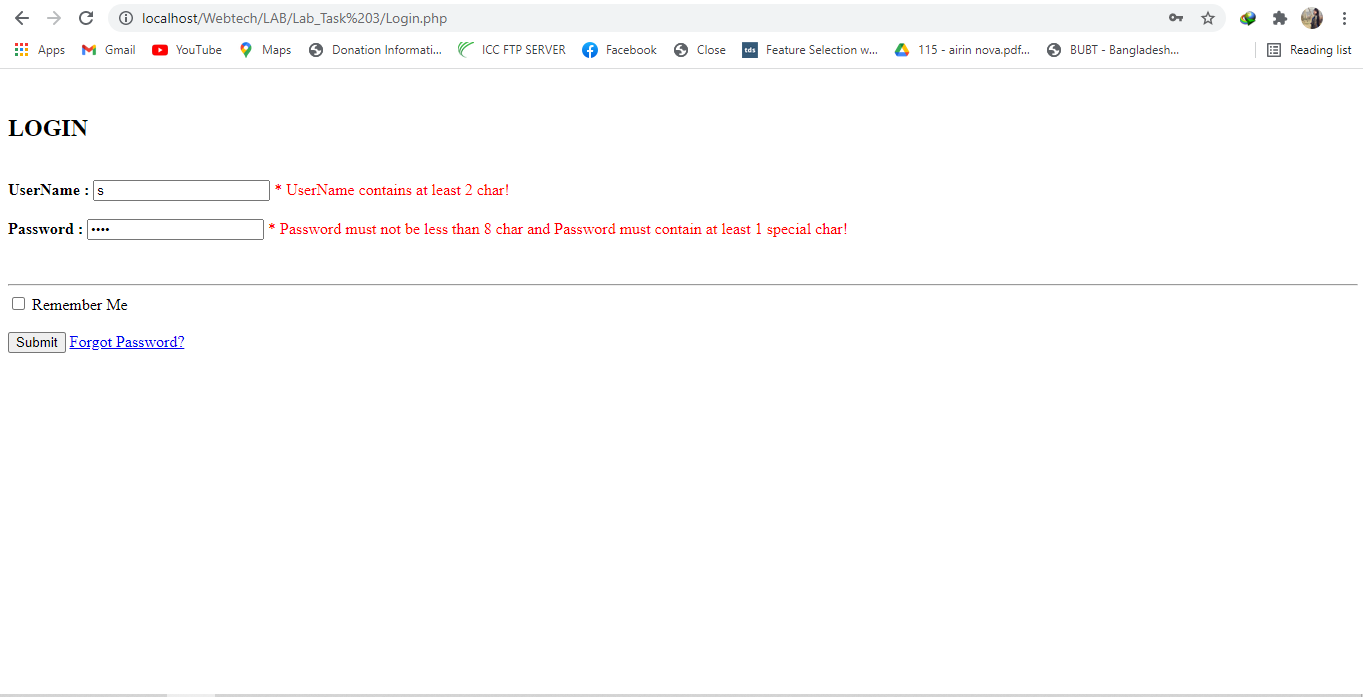 localhost/Webtech/LAB/Lab_Task%203/Login.php
Apps Gmail YouTube Maps Donation Informati... ICC FTP SERVER Facebook Close tds Feature Selection w... 115 - airin nova.pdf... BUBT - Bangladesh... Reading list
LOGIN
UserName : s * UserName contains at least 2 char!
Password : •••• * Password must not be less than 8 char and Password must contain at least 1 special char!
Remember Me
Submit Forgot Password?